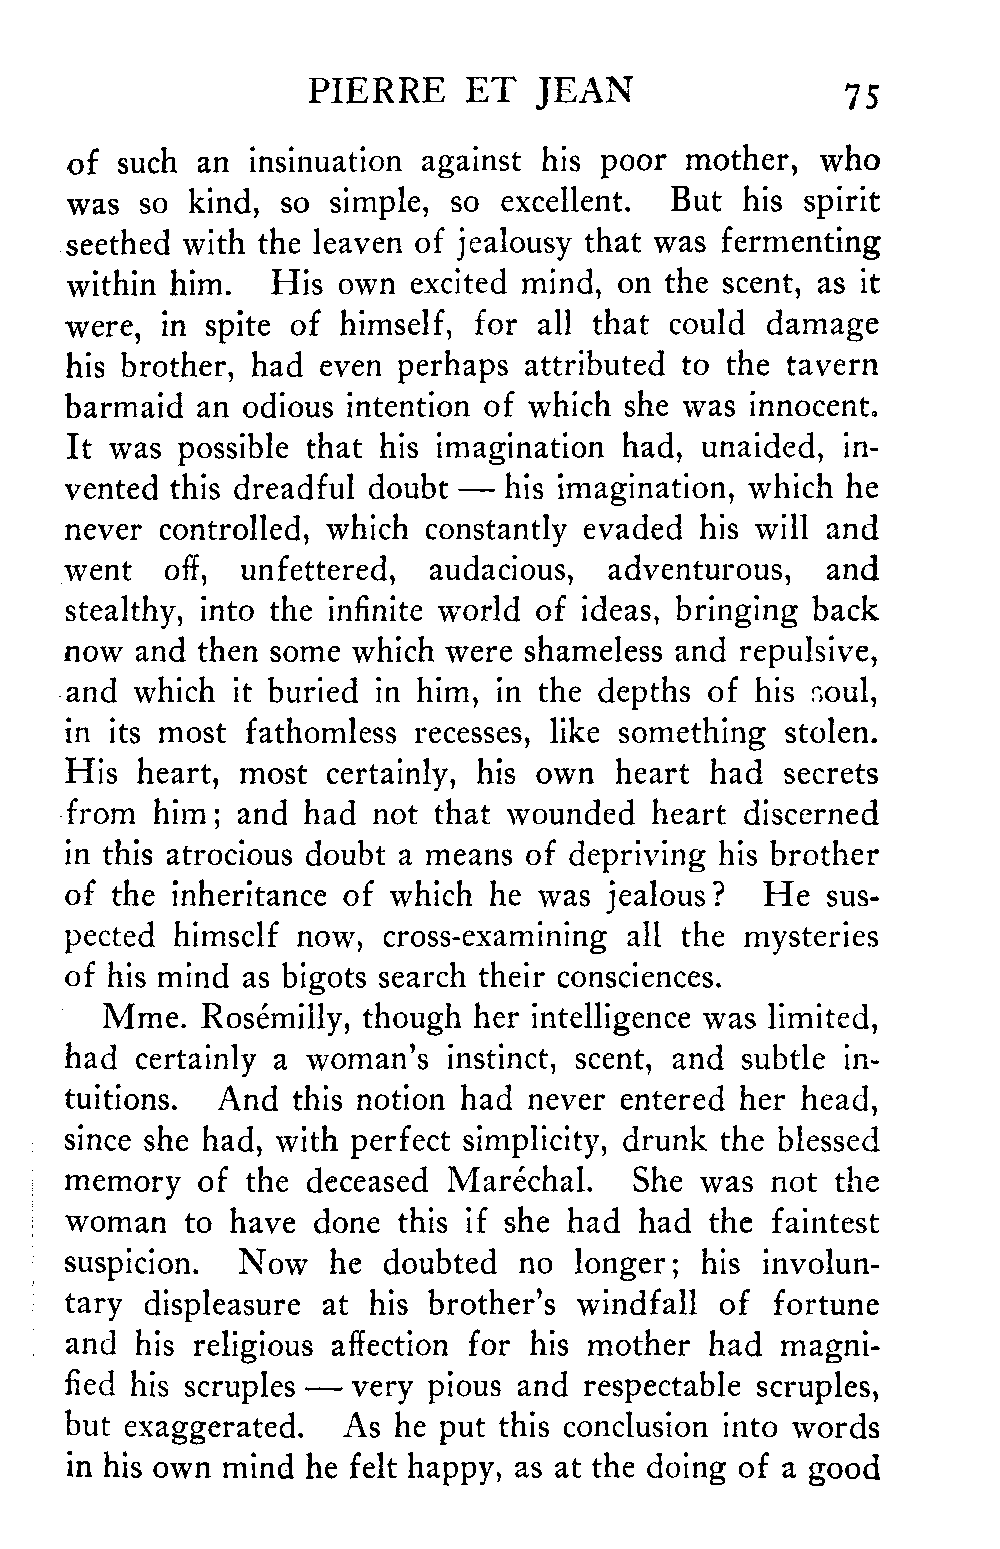 PIERRE ET JEAN 75
of such an insinuation against his poor mother, who
was so kind, so simple, so excellent. But his spirit
seethed with the leaven of jealousy that was fermenting
within him. His own excited mind, on the scent, as it
were, in spite of himself, for all that could damage
his brother, had even perhaps attributed to the tavern
barmaid an odious intention of which she was innocent.
It was possible that his imagination had, unaided, in-
vented this dreadful doubt — his imagination, which he
never controlled, which constantly evaded his will and
went off, unfettered, audacious, adventurous, and
stealthy, into the infinite world of ideas, bringing back
now and then some which were shameless and repulsive,
and which it buried in him, in the depths of his soul,
in its most fathomless recesses, like something stolen.
His heart, most certainly, his own heart had secrets
from him; and had not that wounded heart discerned
in this atrocious doubt a means of depriving his brother
of the inheritance of which he was jealous? He sus-
pected himself now, cross-examining all the mysteries
of his mind as bigots search their consciences.
Mme. Rosémilly, though her intelligence was limited,
had certainly a woman's instinct, scent, and subtle in-
tuitions. And this notion had never entered her head,
since she had, with perfect simplicity, drunk the blessed
memory of the deceased Maréchal. She was not the
woman to have done this if she had had the faintest
suspicion. Now he doubted no longer; his involun-
tary displeasure at his brother's windfall of fortune
and his religious affection for his mother had magni-
fied his scruples — very pious and respectable scruples,
but exaggerated. As he put this conclusion into words
in his own mind he felt happy, as at the doing of a good